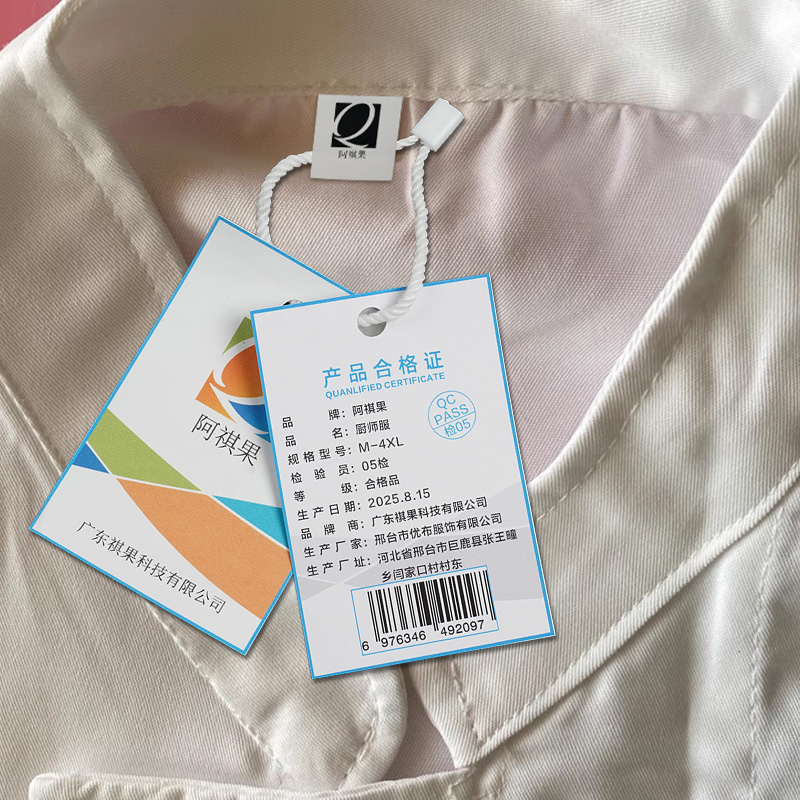 Q
阿祺果
阿祺果
广东祺果科技有限公司
产品合格证
QUANLIFIED CERTIFICATE
QC
PASS
检05
品 牌：阿祺果
品 名：厨师服
规格型号：M-4XL
检 验 员：05检
等 级：合格品
生产日期：2025.8.15
品 牌 商：广东祺果科技有限公司
生产厂家：邢台市优布服饰有限公司
生产厂址：河北省邢台市巨鹿县张王疃
乡闫家口村村东
6 976346 492097